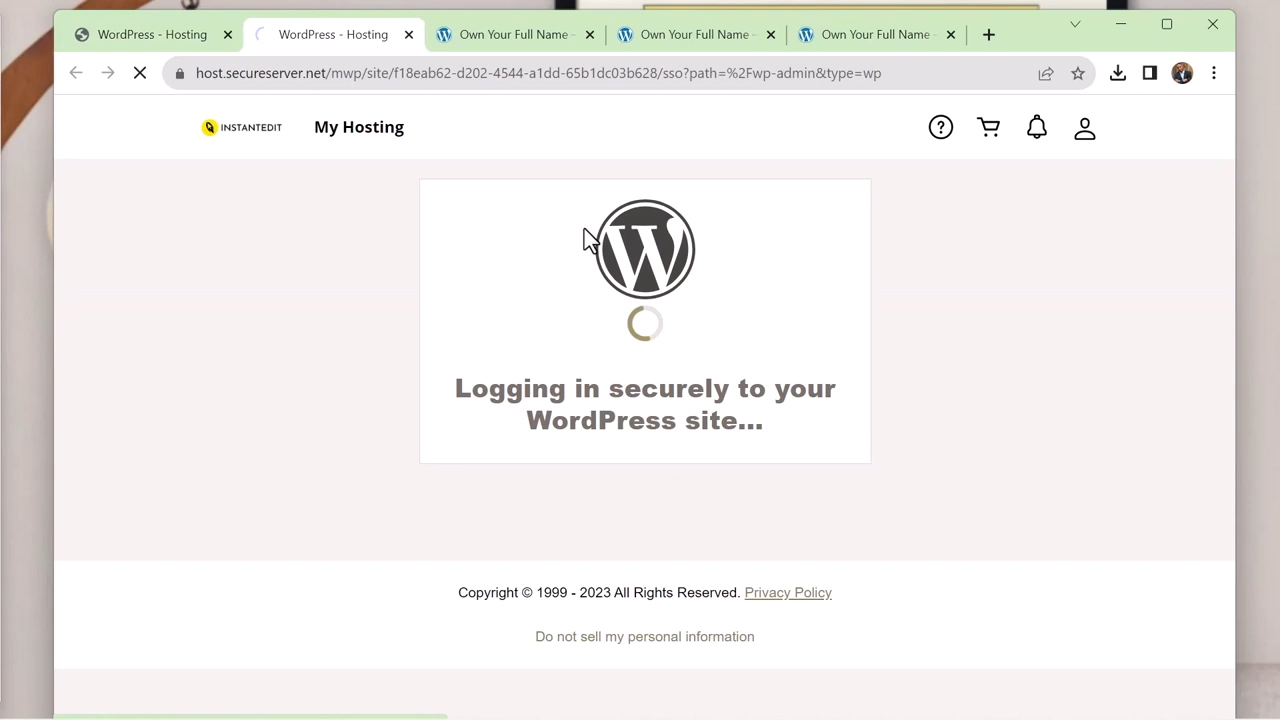 WordPress - Hosting
WordPress - Hosting
Own Your Full Name -
Own Your Full Name -
Own Your Full Name -
host.secureserver.net/mwp/site/f18eab62-d202-4544-a1dd-65b1dc03b628/sso?path=%2Fwp-admin&type=wp
INSTANTEDIT
My Hosting
Logging in securely to your
WordPress site...
Copyright © 1999 - 2023 All Rights Reserved. Privacy Policy
Do not sell my personal information